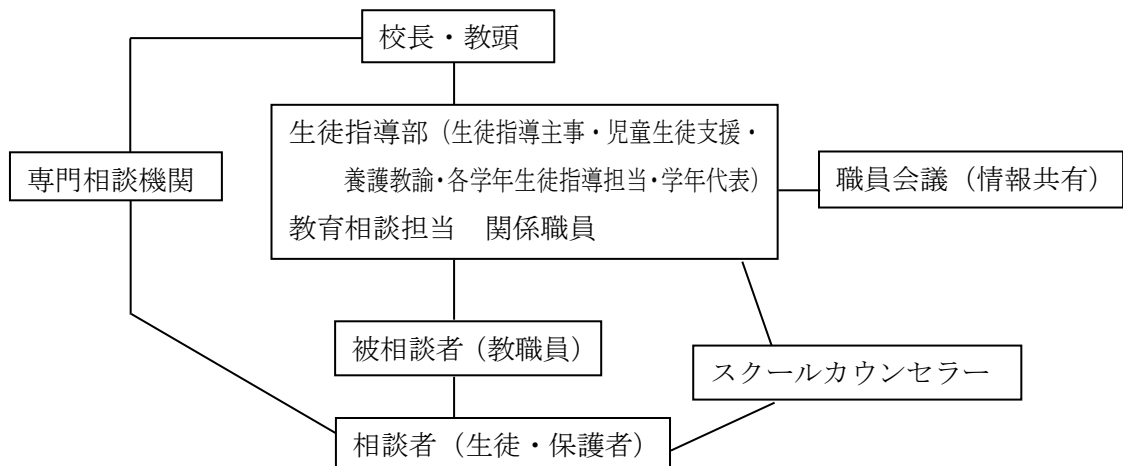 校長・教頭
生徒指導部（生徒指導主事・児童生徒支援・
養護教諭・各学年生徒指導担当・学年代表）
教育相談担当　関係職員
専門相談機関
職員会議（情報共有）
被相談者（教職員）
スクールカウンセラー
相談者（生徒・保護者）